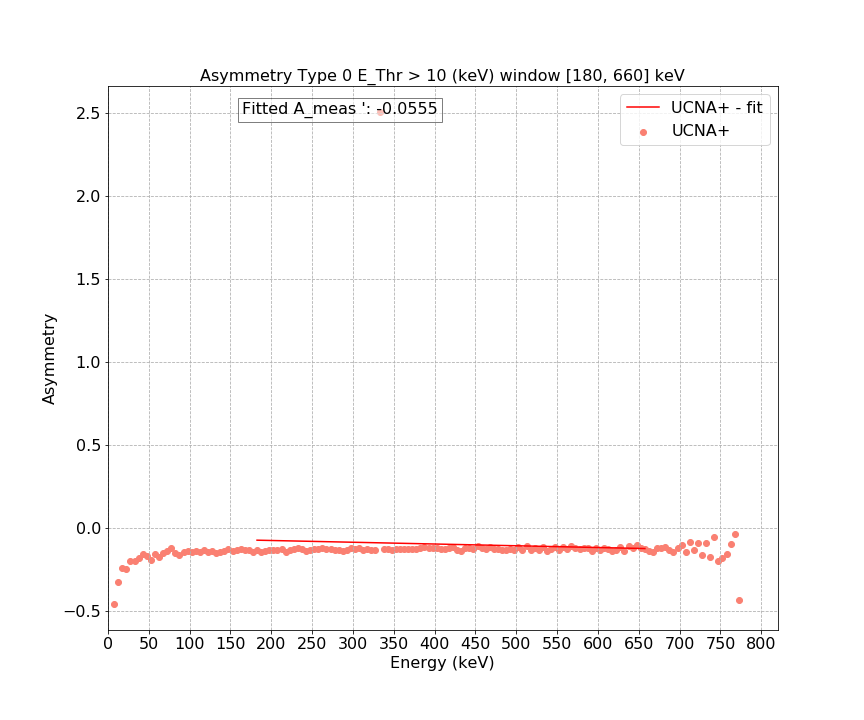 Asymmetry Type 0 E_Thr > 10 (keV) window [180, 660] keV
Fitted A_meas ': -0.0555
UCNA+ - fit
UCNA+
2.5
2.0
1.5
1.0
0.5
0.0
−0.5
Asymmetry
0 50 100 150 200 250 300 350 400 450 500 550 600 650 700 750 800
Energy (keV)